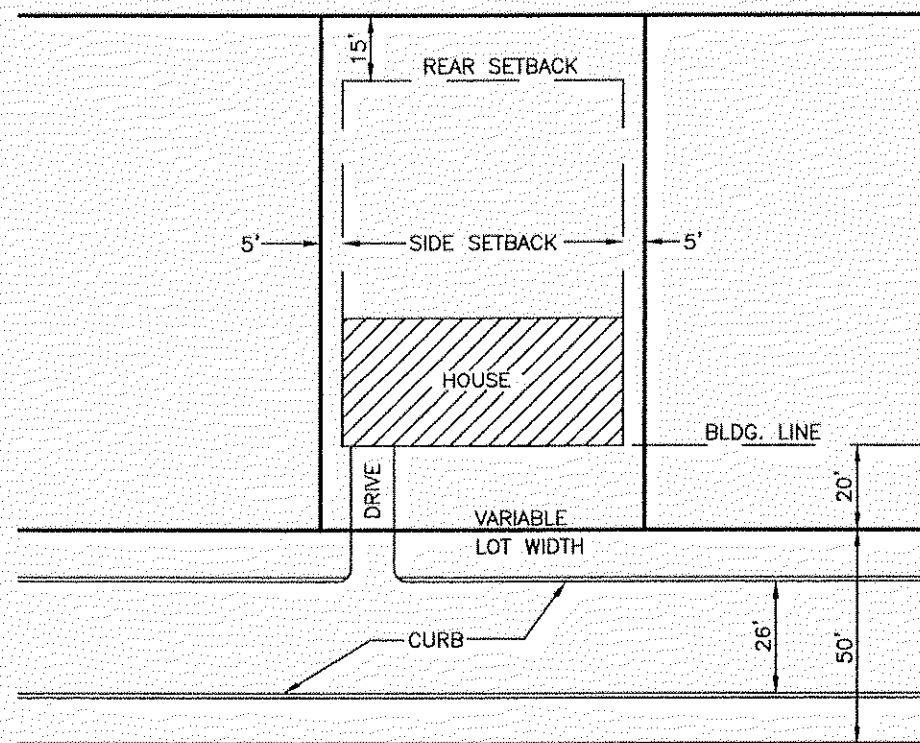 15'
REAR SETBACK
5'
SIDE SETBACK
5'
HOUSE
BLDG. LINE
DRIVE
20'
VARIABLE
LOT WIDTH
CURB
26'
50'